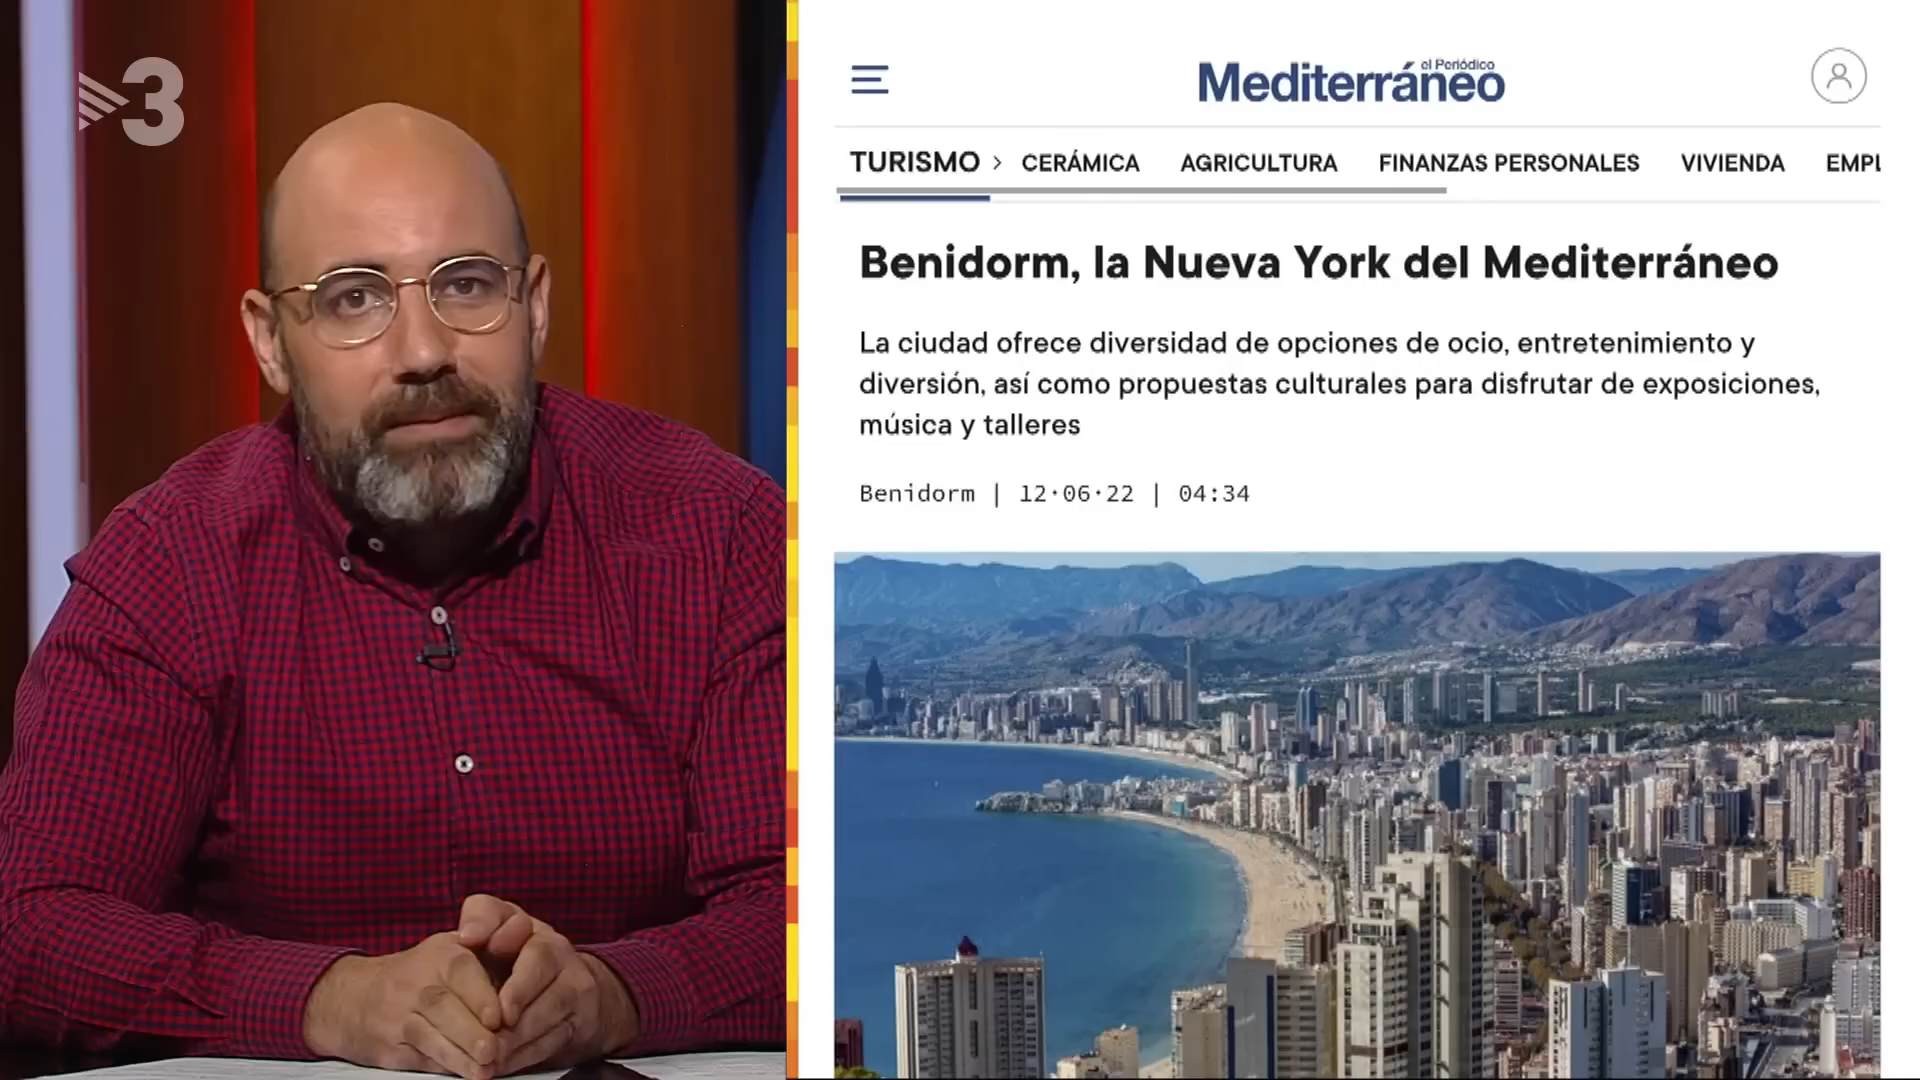 3
el Periódico
Mediterráneo
TURISMO > CERÁMICA AGRICULTURA FINANZAS PERSONALES VIVIENDA EMPL
Benidorm, la Nueva York del Mediterráneo
La ciudad ofrece diversidad de opciones de ocio, entretenimiento y
diversión, así como propuestas culturales para disfrutar de exposiciones,
música y talleres
Benidorm | 12·06·22 | 04:34